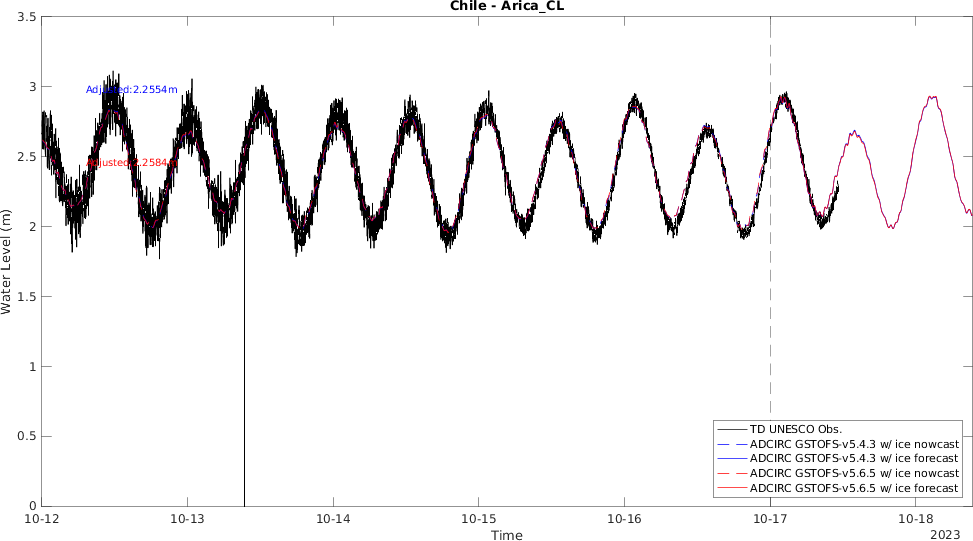 Chile - Arica_CL
3.5
3
2.5
2
1.5
1
0.5
0
Water Level (m)
Adjusted:2.2554m
Adjusted:2.2584m
TD UNESCO Obs.
ADCIRC GSTOFS-v5.4.3 w/ ice nowcast
ADCIRC GSTOFS-v5.4.3 w/ ice forecast
ADCIRC GSTOFS-v5.6.5 w/ ice nowcast
ADCIRC GSTOFS-v5.6.5 w/ ice forecast
10-12
10-13
10-14
10-15
10-16
10-17
10-18
Time
2023